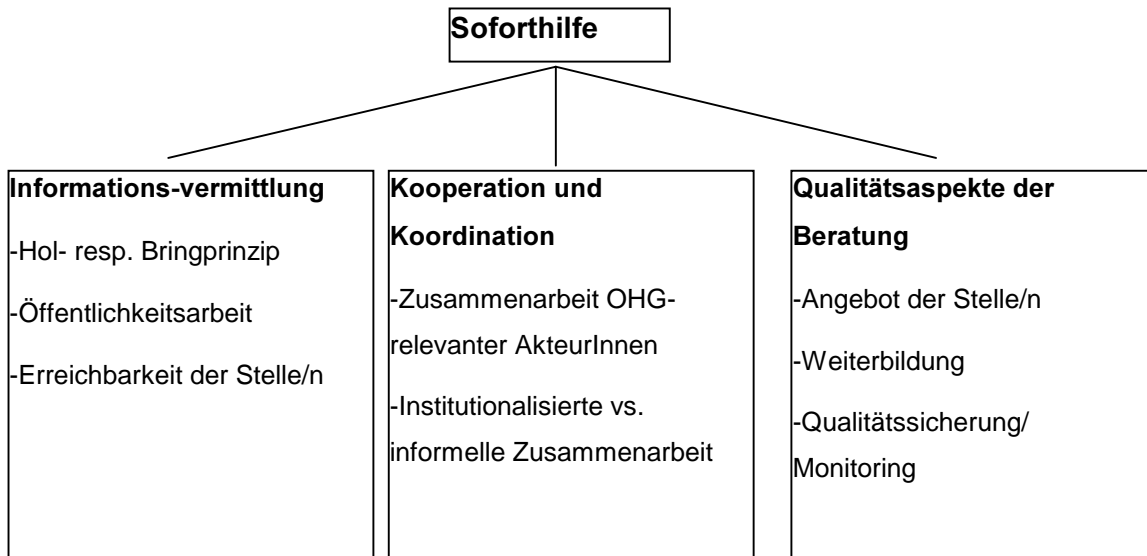 Soforthilfe
Informations-vermittlung
-Hol- resp. Bringprinzip
-Öffentlichkeitsarbeit
-Erreichbarkeit der Stelle/n
Kooperation und
Koordination
-Zusammenarbeit OHG-
relevanter AkteurInnen
-Institutionalisierte vs.
informelle Zusammenarbeit
Qualitätsaspekte der
Beratung
-Angebot der Stelle/n
-Weiterbildung
-Qualitätssicherung/
Monitoring